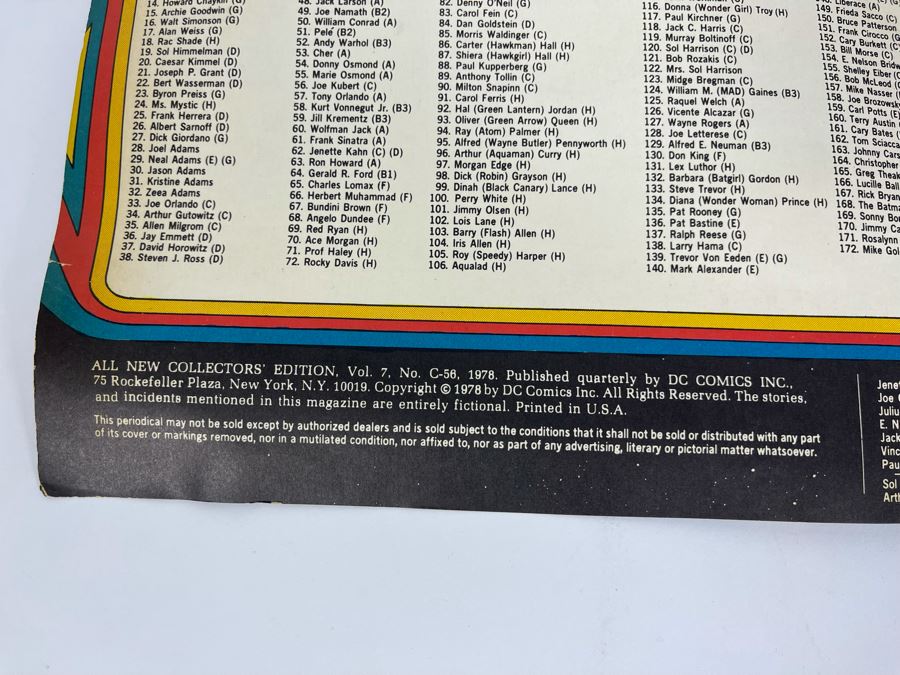 14. Howard Chaykin (G)
15. Archie Goodwin (G)
16. Walt Simonson (G)
17. Alan Weiss (G)
18. Rac Shade (H)
19. Sol Himmelman (D)
20. Caesar Kimmel (D)
21. Joseph P. Grant (D)
22. Bert Wasserman (D)
23. Byron Preiss (G)
24. Ms. Mystic (H)
25. Frank Herrera (D)
26. Albert Sarnoff (D)
27. Dick Giordano (G)
28. Joel Adams
29. Neal Adams (E) (G)
30. Jason Adams
31. Kristine Adams
32. Zeea Adams
33. Joe Orlando (C)
34. Arthur Gutowitz (C)
35. Allen Milgrom (C)
36. Jay Emmett (D)
37. David Horowitz (D)
38. Steven J. Ross (D)
48. Jack Larson (A)
49. Joe Namath (B2)
50. William Conrad (A)
51. Pelé (B2)
52. Andy Warhol (B3)
53. Cher (A)
54. Donny Osmond (A)
55. Marie Osmond (A)
56. Joe Kubert (C)
57. Tony Orlando (A)
58. Kurt Vonnegut Jr. (B3)
59. Jill Krementz (B3)
60. Wolfman Jack (A)
61. Frank Sinatra (A)
62. Jenette Kahn (C) (D)
63. Ron Howard (A)
64. Gerald R. Ford (B1)
65. Charles Lomax (F)
66. Herbert Muhammad (F)
67. Bundini Brown (F)
68. Angelo Dundee (F)
69. Red Ryan (H)
70. Ace Morgan (H)
71. Prof Haley (H)
72. Rocky Davis (H)
82. Denny O'Neil (G)
83. Carol Fein (C)
84. Dan Goldstein (D)
85. Morris Waldinger (C)
86. Carter (Hawkman) Hall (H)
87. Shiera (Hawkgirl) Hall (H)
88. Paul Kupperberg (G)
89. Anthony Tollin (C)
90. Milton Snapinn (C)
91. Carol Ferris (H)
92. Hal (Green Lantern) Jordan (H)
93. Oliver (Green Arrow) Queen (H)
94. Ray (Atom) Palmer (H)
95. Alfred (Wayne Butler) Pennyworth (H)
96. Arthur (Aquaman) Curry (H)
97. Morgan Edge (H)
98. Dick (Robin) Grayson (H)
99. Dinah (Black Canary) Lance (H)
100. Perry White (H)
101. Jimmy Olsen (H)
102. Lois Lane (H)
103. Barry (Flash) Allen (H)
104. Iris Allen (H)
105. Roy (Speedy) Harper (H)
106. Aqualad (H)
116. Donna (Wonder Girl) Troy (H)
117. Paul Kirchner (G)
118. Jack C. Harris (C)
119. Murray Boltinoff (C)
120. Sol Harrison (C) (D)
121. Bob Rozakis (C)
122. Mrs. Sol Harrison
123. Midge Bregman (C)
124. William M. (MAD) Gaines (B3)
125. Raquel Welch (A)
126. Vicente Alcazar (G)
127. Wayne Rogers (A)
128. Joe Letterese (C)
129. Alfred E. Neuman (B3)
130. Don King (F)
131. Lex Luthor (H)
132. Barbara (Batgirl) Gordon (H)
133. Steve Trevor (H)
134. Diana (Wonder Woman) Prince (H)
135. Pat Rooney (G)
136. Pat Bastine (E)
137. Ralph Reese (G)
138. Larry Hama (C)
139. Trevor Von Eeden (E) (G)
140. Mark Alexander (E)
Liberace (A)
149. Frieda Sacco (C)
150. Bruce Patterson
151. Frank Cirocco (G)
152. Cary Burkett (C)
153. Bill Morse (C)
154. E. Nelson Bridw
155. Shelley Eiber (C)
156. Bob McLeod (
157. Mike Nasser (
158. Joe Brozowsk
159. Carl Potts (E)
160. Terry Austin
161. Cary Bates (
162. Tom Sciacca
163. Johnny Cars
164. Christopher
165. Greg Theak
166. Lucille Ball
167. Rick Bryan
168. The Batma
169. Sonny Bo
170. Jimmy Ca
171. Rosalynn
172. Mike Gol
ALL NEW COLLECTORS' EDITION, Vol. 7, No. C-56, 1978. Published quarterly by DC COMICS INC.,
75 Rockefeller Plaza, New York, N.Y. 10019. Copyright © 1978 by DC Comics Inc. All Rights Reserved. The stories,
and incidents mentioned in this magazine are entirely fictional. Printed in U.S.A.
This periodical may not be sold except by authorized dealers and is sold subject to the conditions that it shall not be sold or distributed with any part
of its cover or markings removed, nor in a mutilated condition, nor affixed to, nor as part of any advertising, literary or pictorial matter whatsoever.
Jenet
Joe
Juliu
E. N
Jack
Vinc
Pau
Sol
Arth